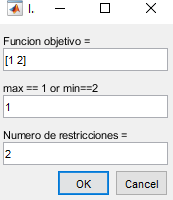 I.
Funcion objetivo =
[1 2]
max == 1 or min==2
1
Numero de restricciones =
2
OK Cancel